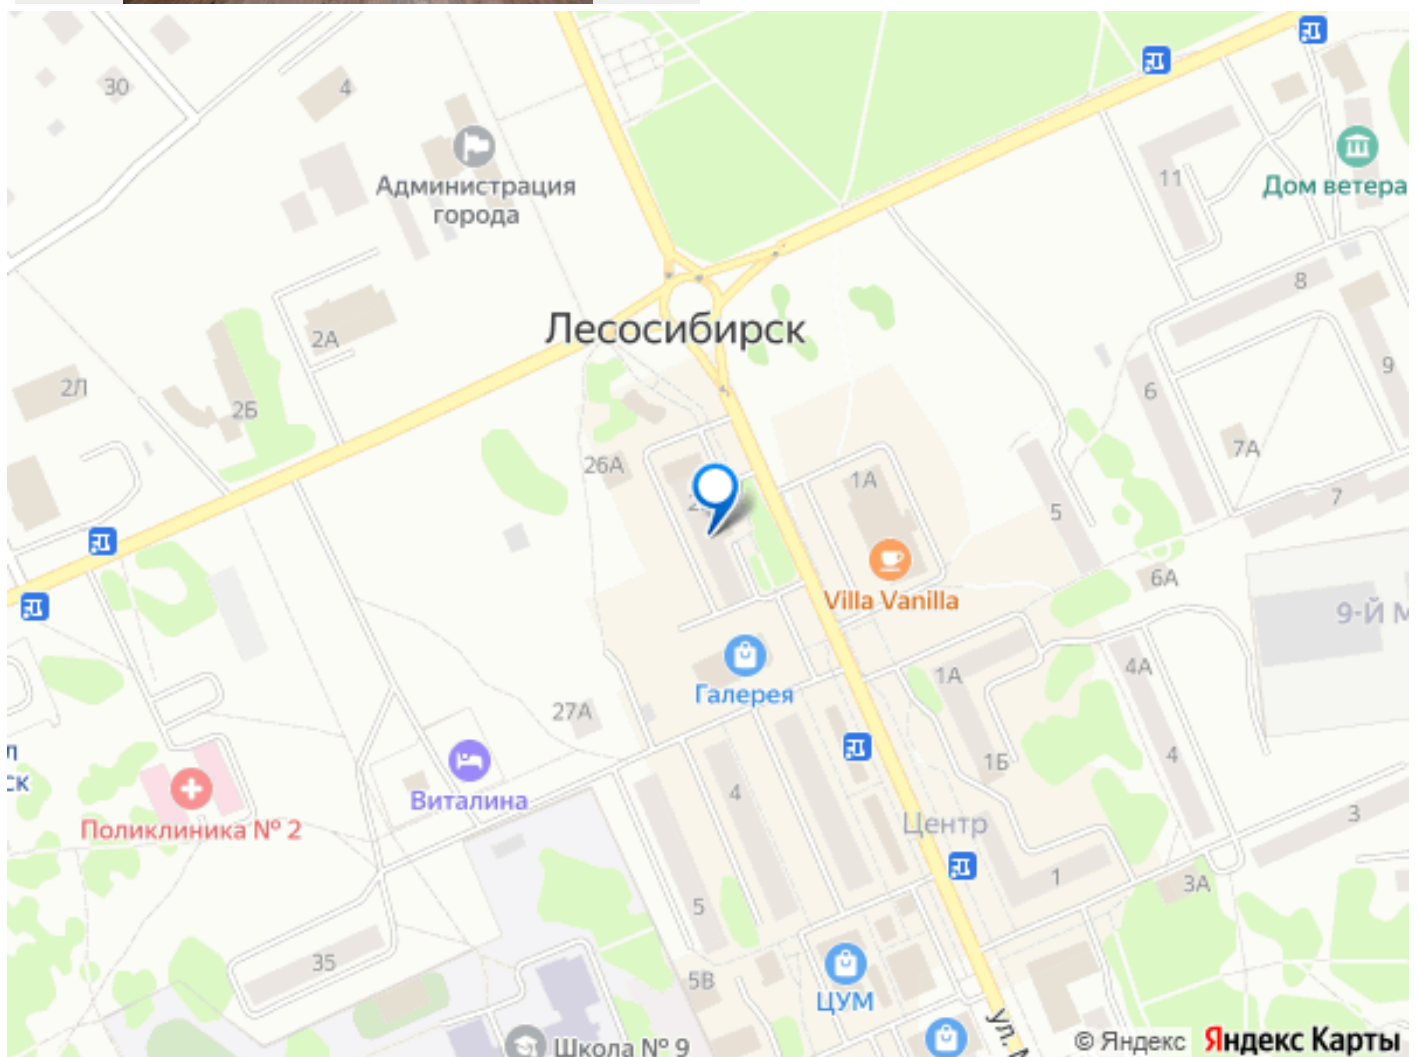 30
4
Администрация
города
11
Дом ветера
8
2А
Лесосибирск
2Л
2Б
6
9
7А
26А
1А
5
7
6А
Villa Vanilla
9-Й М
Галерея
1А
4А
27А
1Б
4
Л
СК
Виталина
4
Поликлиника № 2
Центр
3
1
3А
5
35
5В
ЦУМ
ул. М
Школа № 9
© Яндекс Яндекс Карты